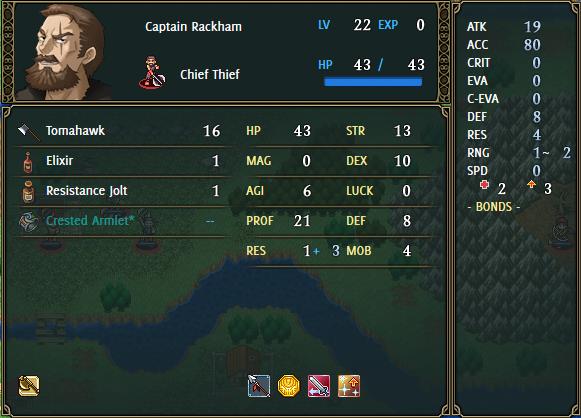 Captain Rackham LV 22 EXP 0
Chief Thief HP 43 / 43
Tomahawk 16
Elixir 1
Resistance Jolt 1
Crested Armlet* --
HP 43 STR 13
MAG 0 DEX 10
AGI 6 LUCK 0
PROF 21 DEF 8
RES 1+ 3 MOB 4
ATK 19
ACC 80
CRIT 0
EVA 0
C-EVA 0
DEF 8
RES 4
RNG 1~ 2
SPD 0
2 3
- BONDS -